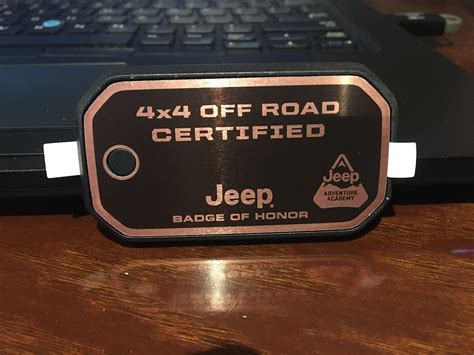 4x4 OFF ROAD
CERTIFIED
Jeep
BADGE OF HONOR
Jeep
ADVENTURE
ACADEMY